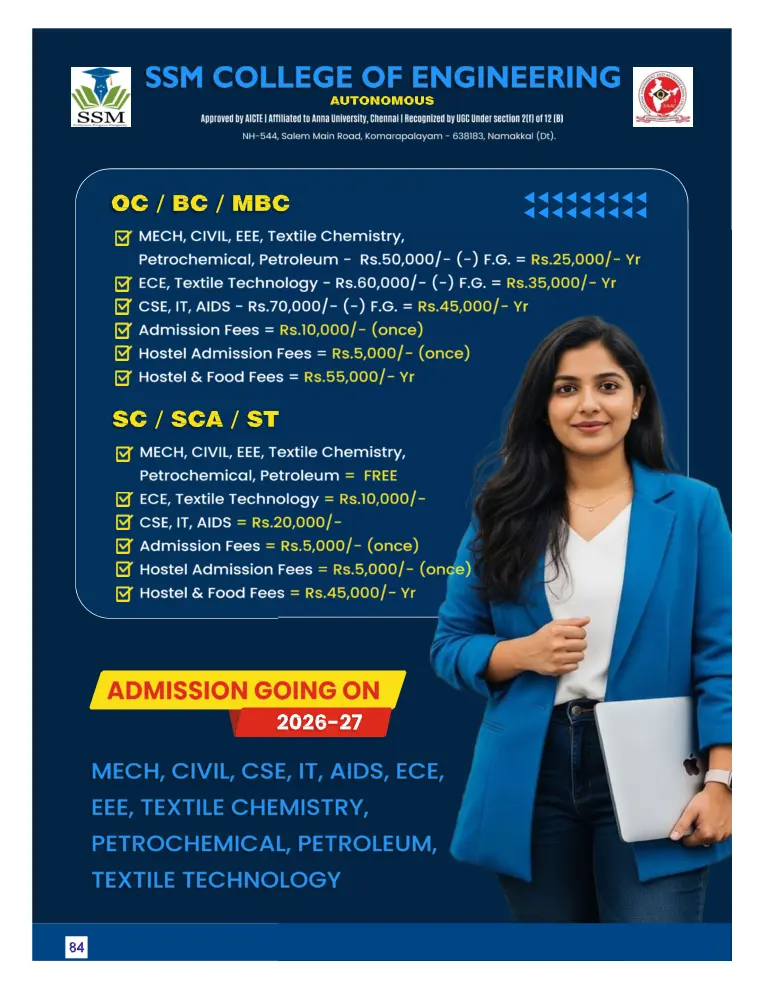 SSM COLLEGE OF ENGINEERING
AUTONOMOUS
Approved by AICTE | Affiliated to Anna University, Chennai | Recognized by UGC Under section 2(f) of 12 (B)
NH-544, Salem Main Road, Komarapalayam - 638183, Namakkal (Dt).
SSM
OC / BC / MBC
MECH, CIVIL, EEE, Textile Chemistry,
Petrochemical, Petroleum - Rs.50,000/- (-) F.G. = Rs.25,000/- Yr
ECE, Textile Technology - Rs.60,000/- (-) F.G. = Rs.35,000/- Yr
CSE, IT, AIDS - Rs.70,000/- (-) F.G. = Rs.45,000/- Yr
Admission Fees = Rs.10,000/- (once)
Hostel Admission Fees = Rs.5,000/- (once)
Hostel & Food Fees = Rs.55,000/- Yr
SC / SCA / ST
MECH, CIVIL, EEE, Textile Chemistry,
Petrochemical, Petroleum = FREE
ECE, Textile Technology = Rs.10,000/-
CSE, IT, AIDS = Rs.20,000/-
Admission Fees = Rs.5,000/- (once)
Hostel Admission Fees = Rs.5,000/- (once)
Hostel & Food Fees = Rs.45,000/- Yr
ADMISSION GOING ON
2026-27
MECH, CIVIL, CSE, IT, AIDS, ECE,
EEE, TEXTILE CHEMISTRY,
PETROCHEMICAL, PETROLEUM,
TEXTILE TECHNOLOGY
84